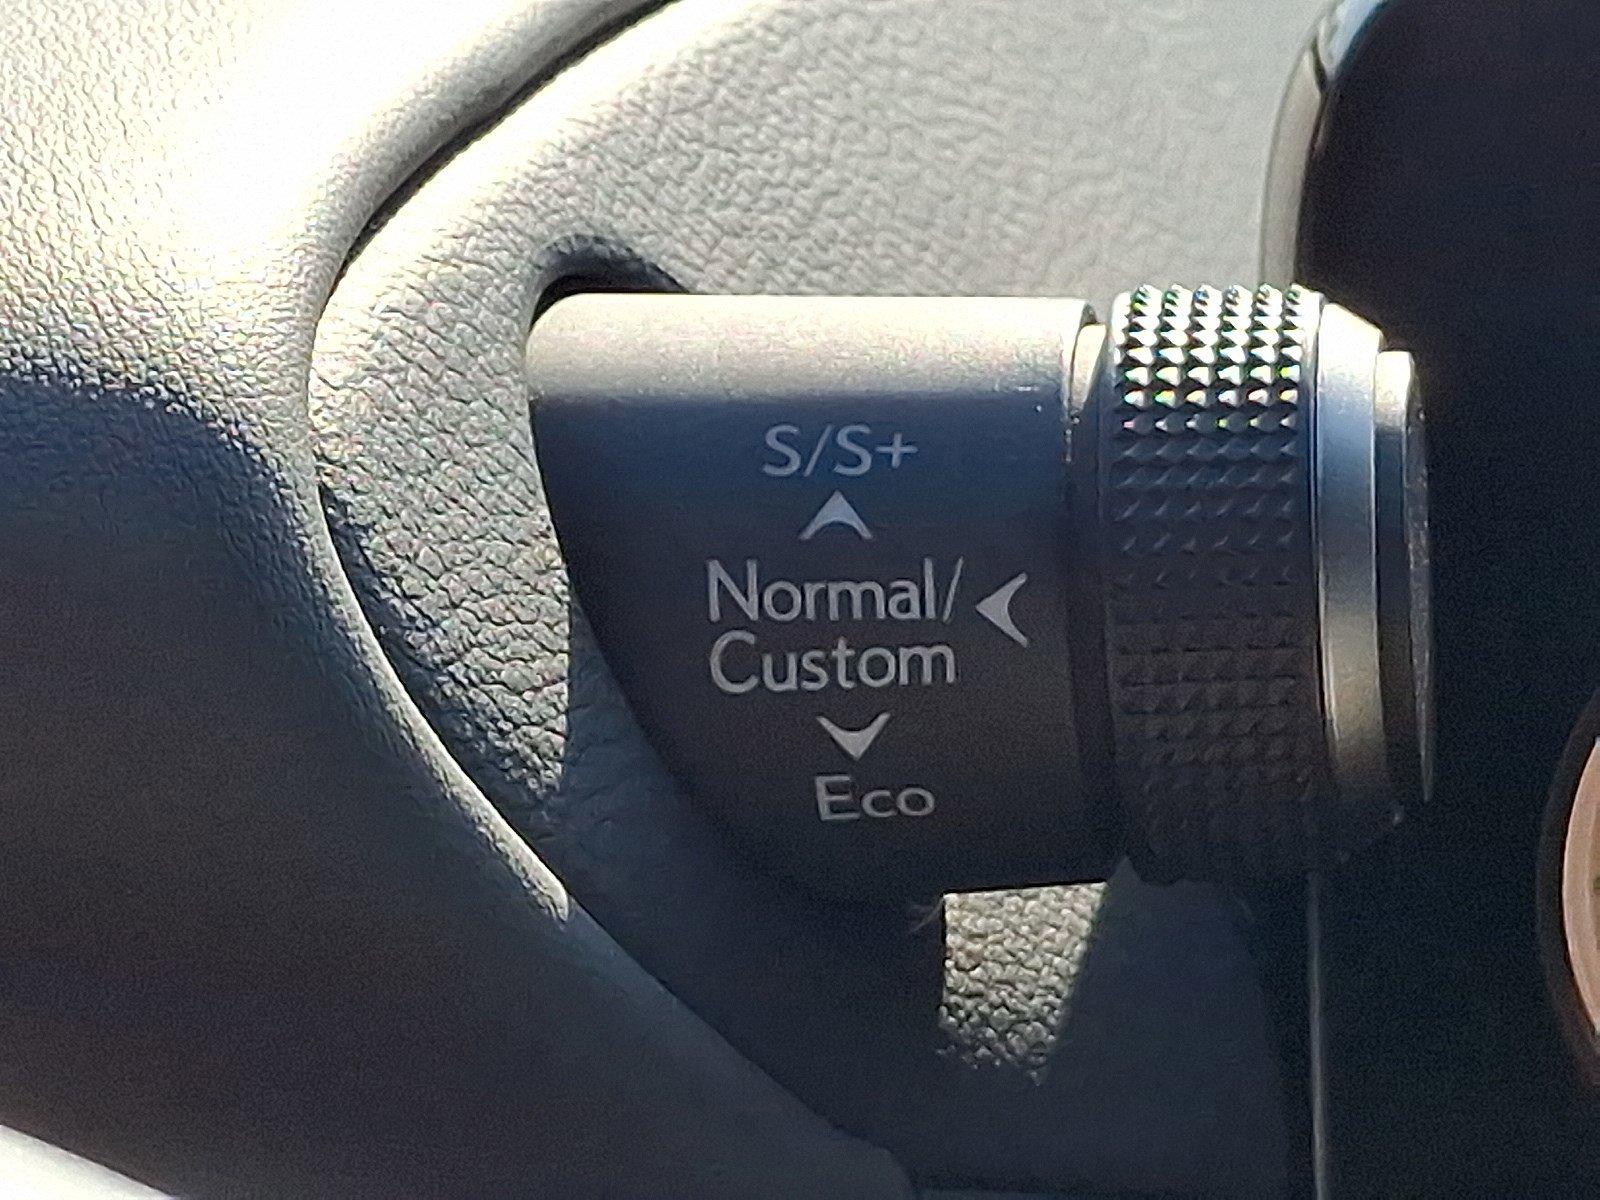 S/S+
Normal/
Custom
Eco